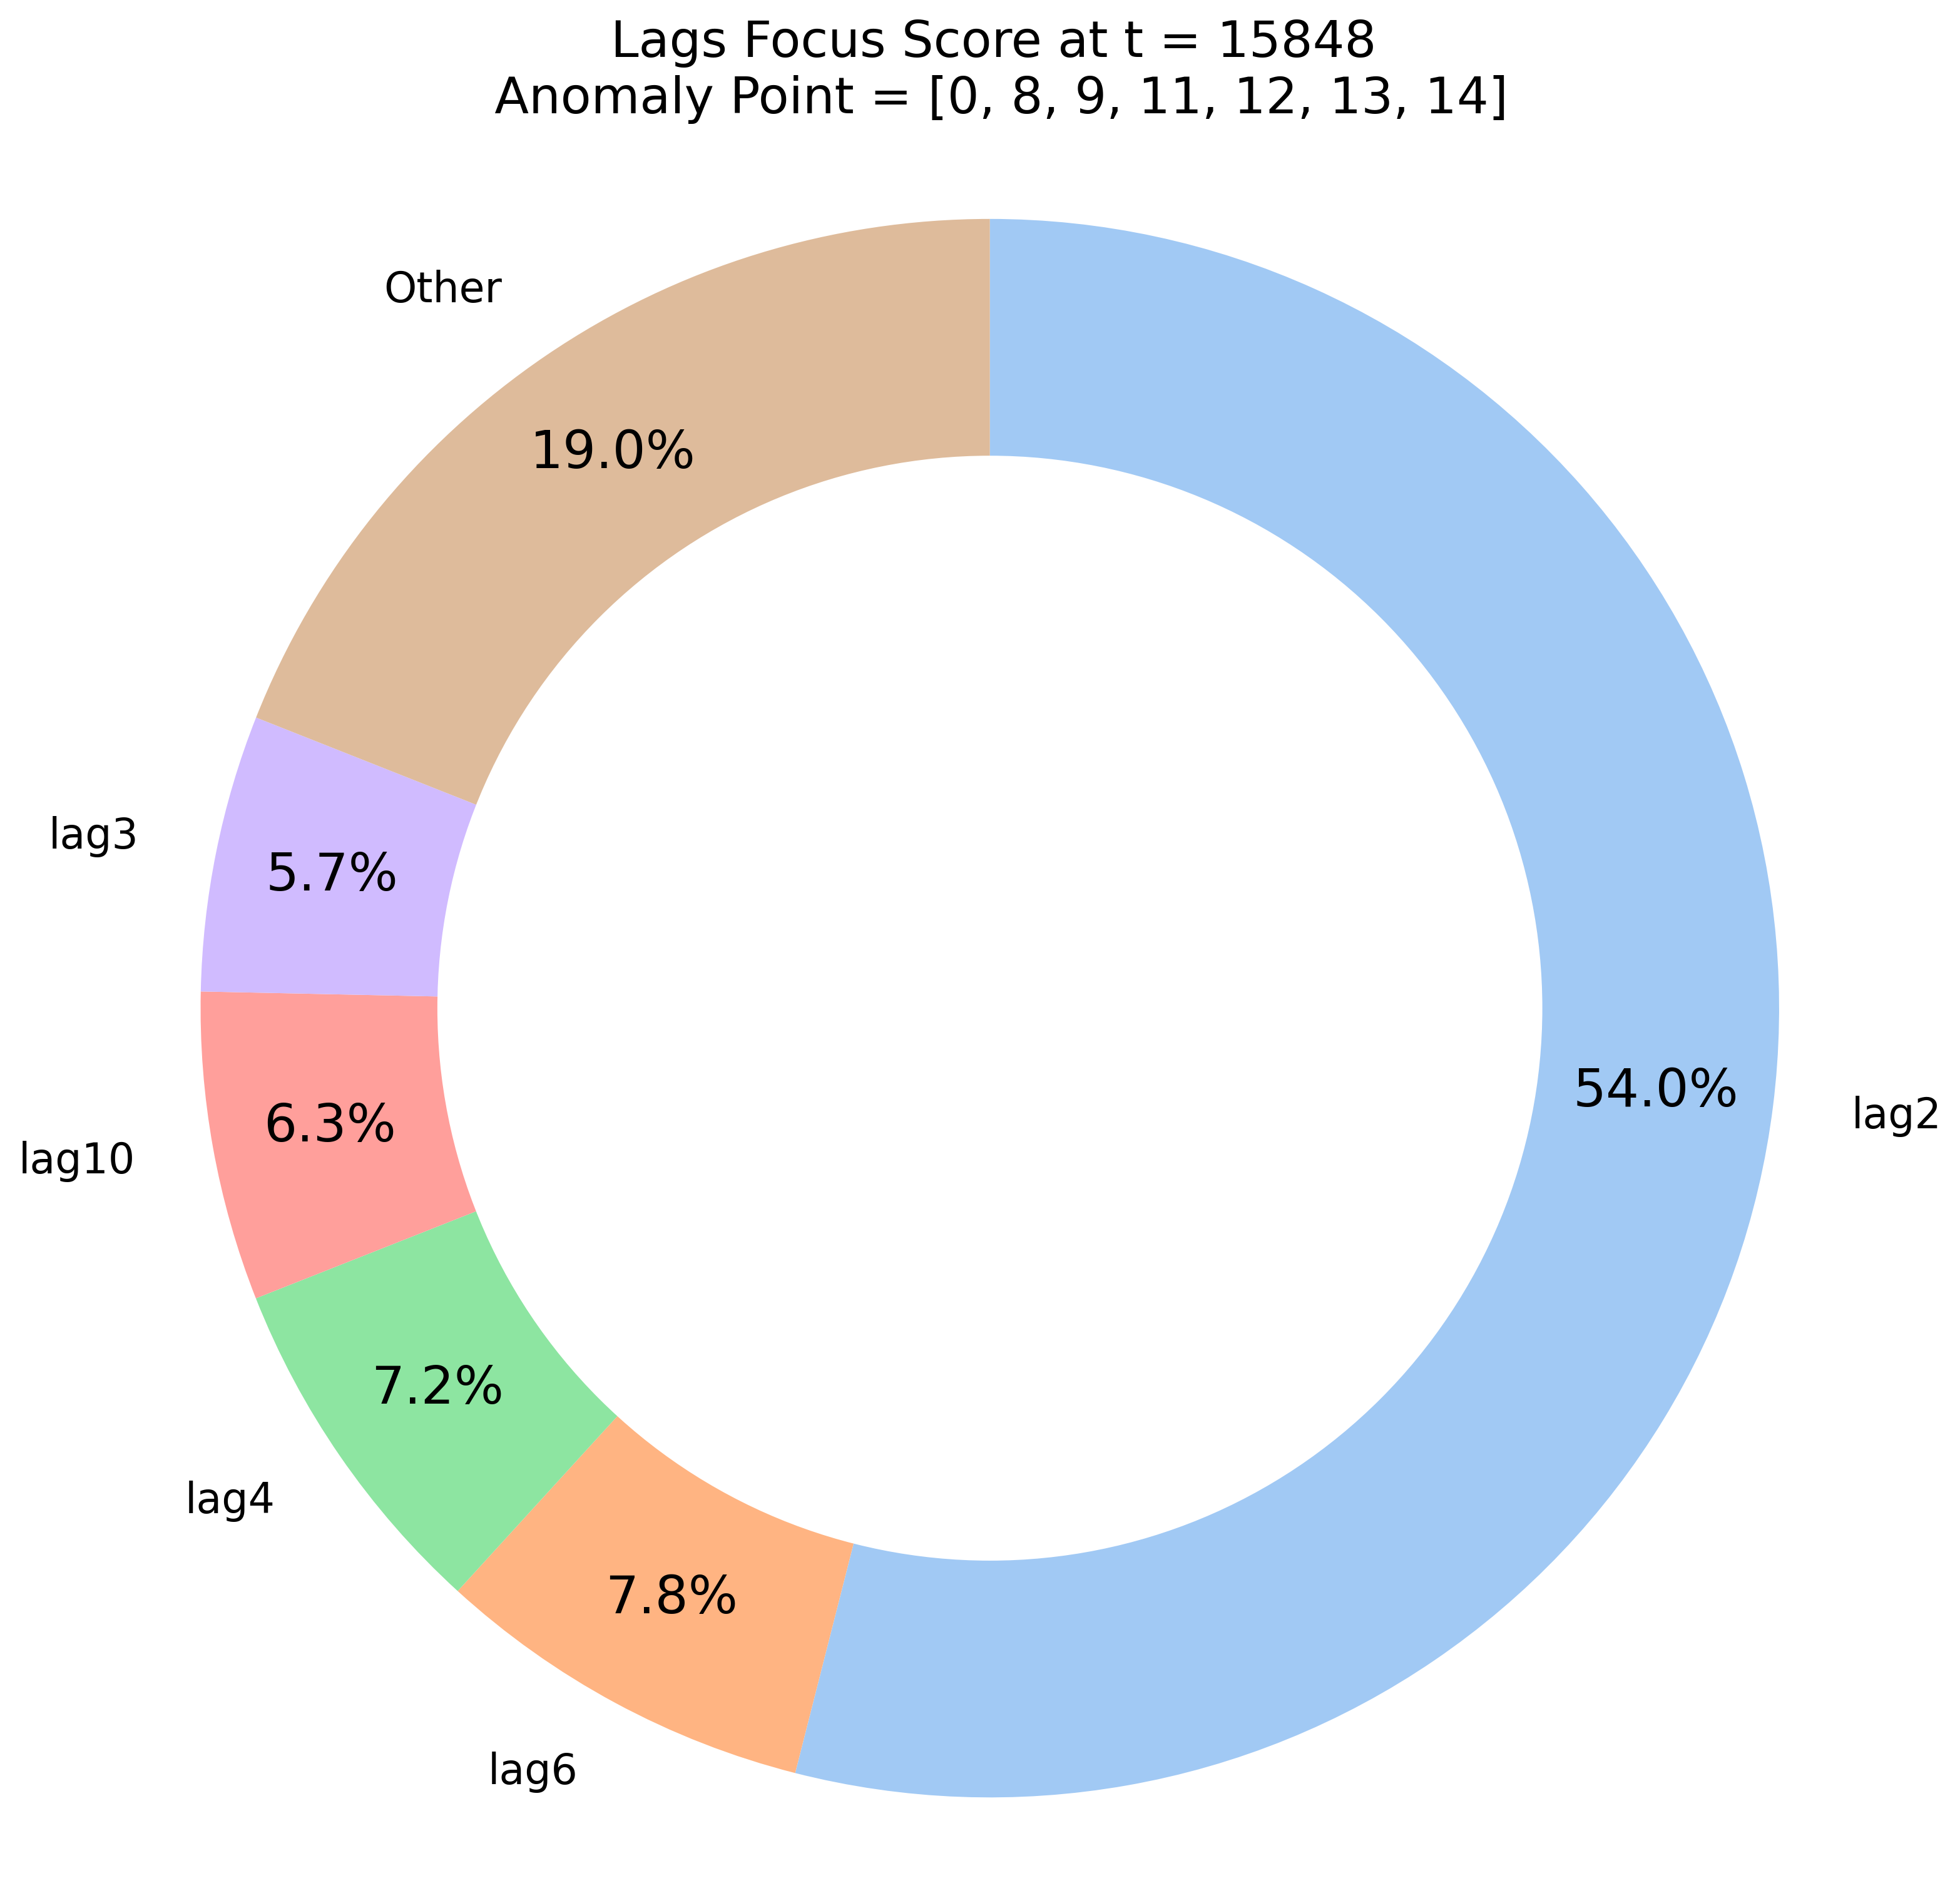 Lags Focus Score at t = 15848
Anomaly Point = [0, 8, 9, 11, 12, 13, 14]
Other
19.0%
lag3
5.7%
54.0%
lag2
6.3%
lag10
7.2%
lag4
7.8%
lag6